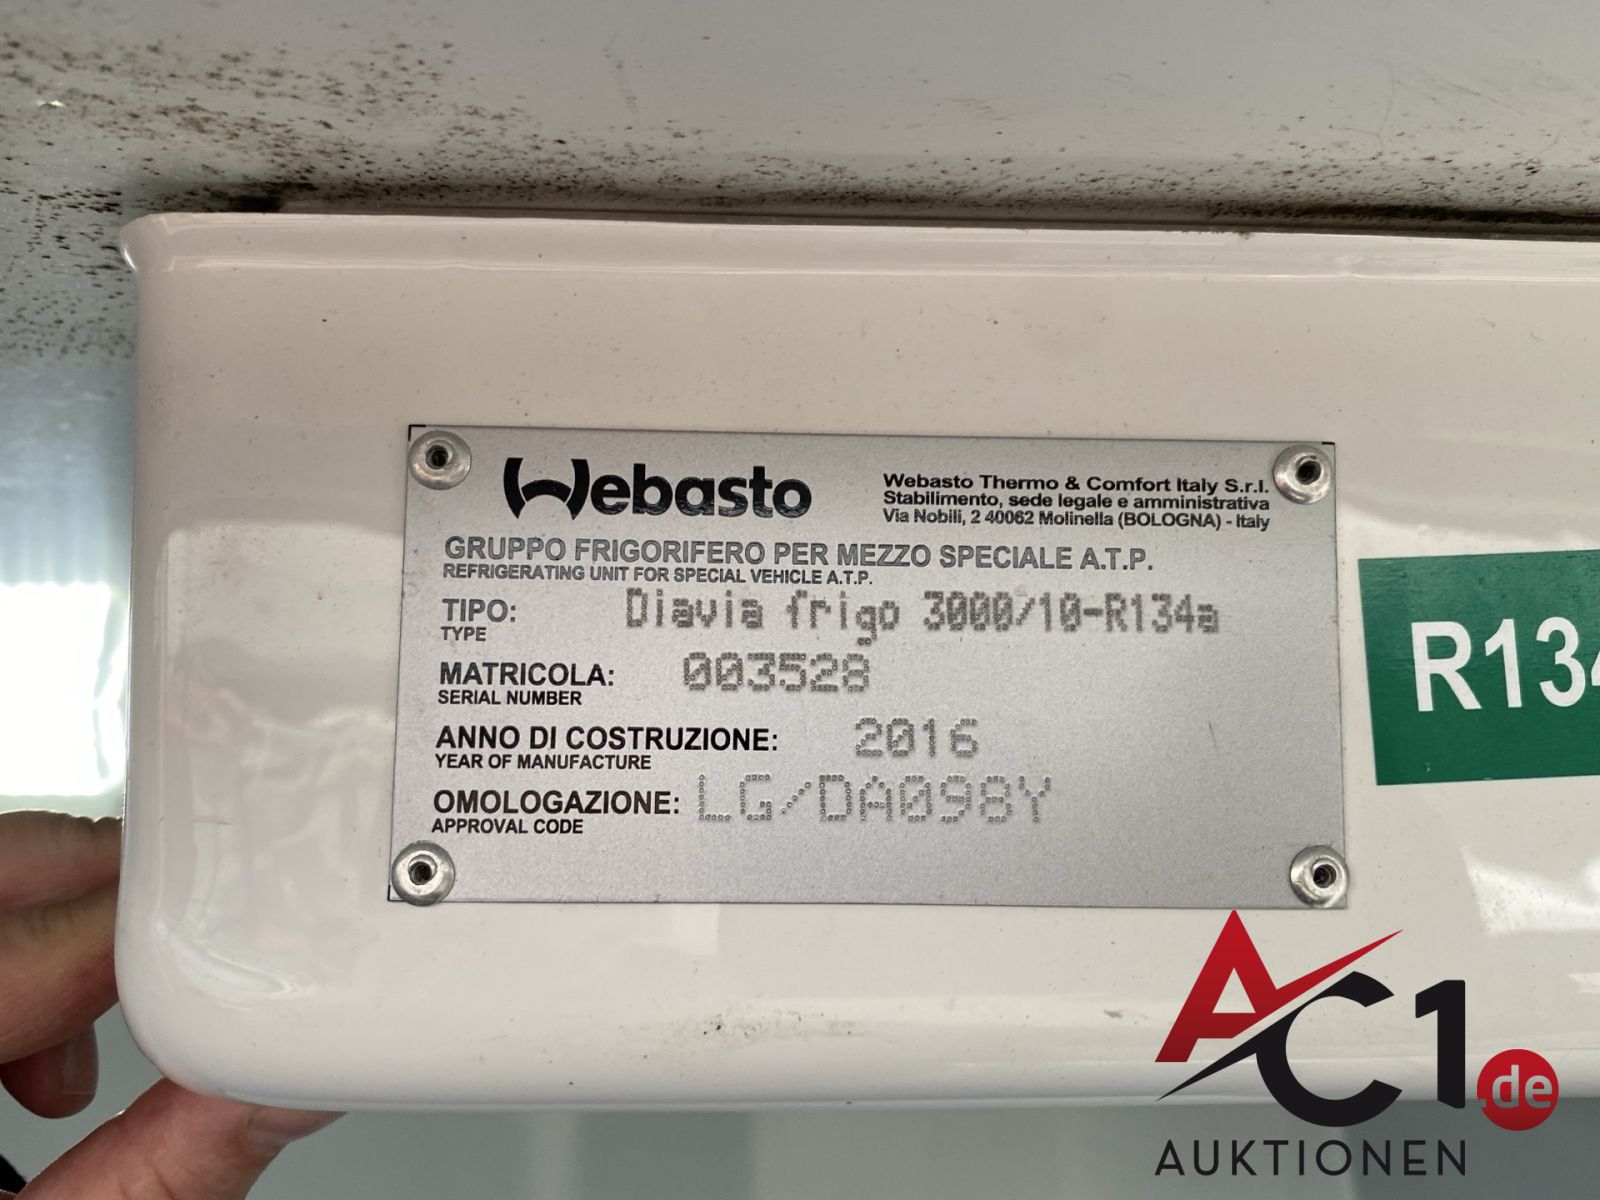 Webasto
Webasto Thermo & Comfort Italy S.r.l.
Stabilimento, sede legale e amministrativa
Via Nobili, 2 40062 Molinella (BOLOGNA) - Italy
GRUPPO FRIGORIFERO PER MEZZO SPECIALE A.T.P.
REFRIGERATING UNIT FOR SPECIAL VEHICLE A.T.P.
TIPO: Diavia frigo 3000/10-R134a
TYPE
MATRICOLA: 003528
SERIAL NUMBER
ANNO DI COSTRUZIONE: 2016
YEAR OF MANUFACTURE
OMOLOGAZIONE: LG/DA098Y
APPROVAL CODE
R134
AC1.de
AUKTIONEN